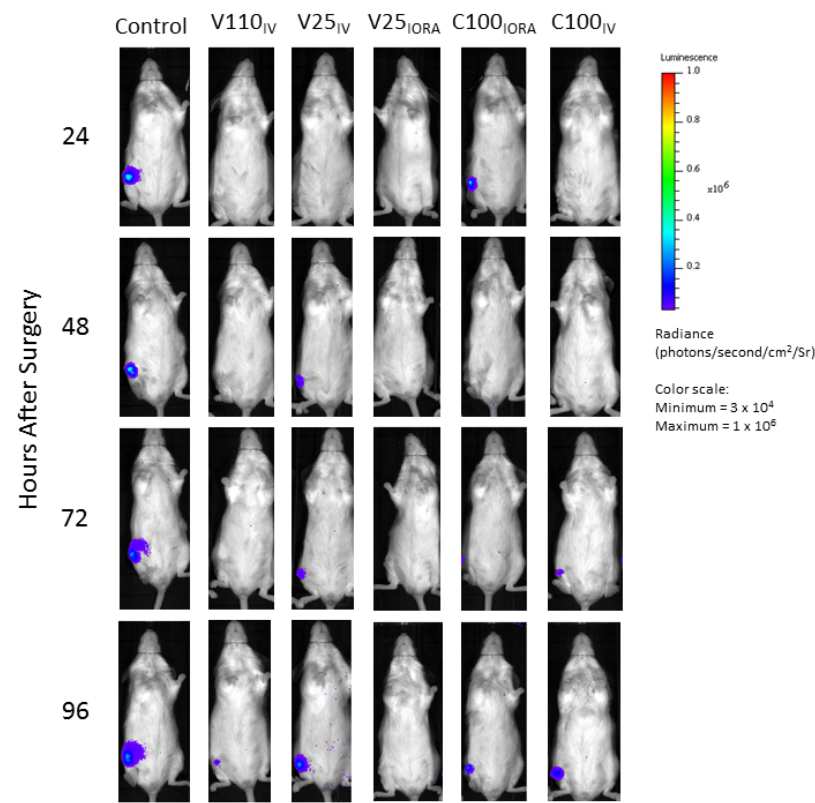 Control V110IV V25IV V25IORA C100IORA C100IV
Luminescence
1.0
0.8
0.6
x10⁶
0.4
0.2
24
48
72
96
Hours After Surgery
Radiance
(photons/second/cm²/Sr)
Color scale:
Minimum = 3 x 10⁴
Maximum = 1 x 10⁶